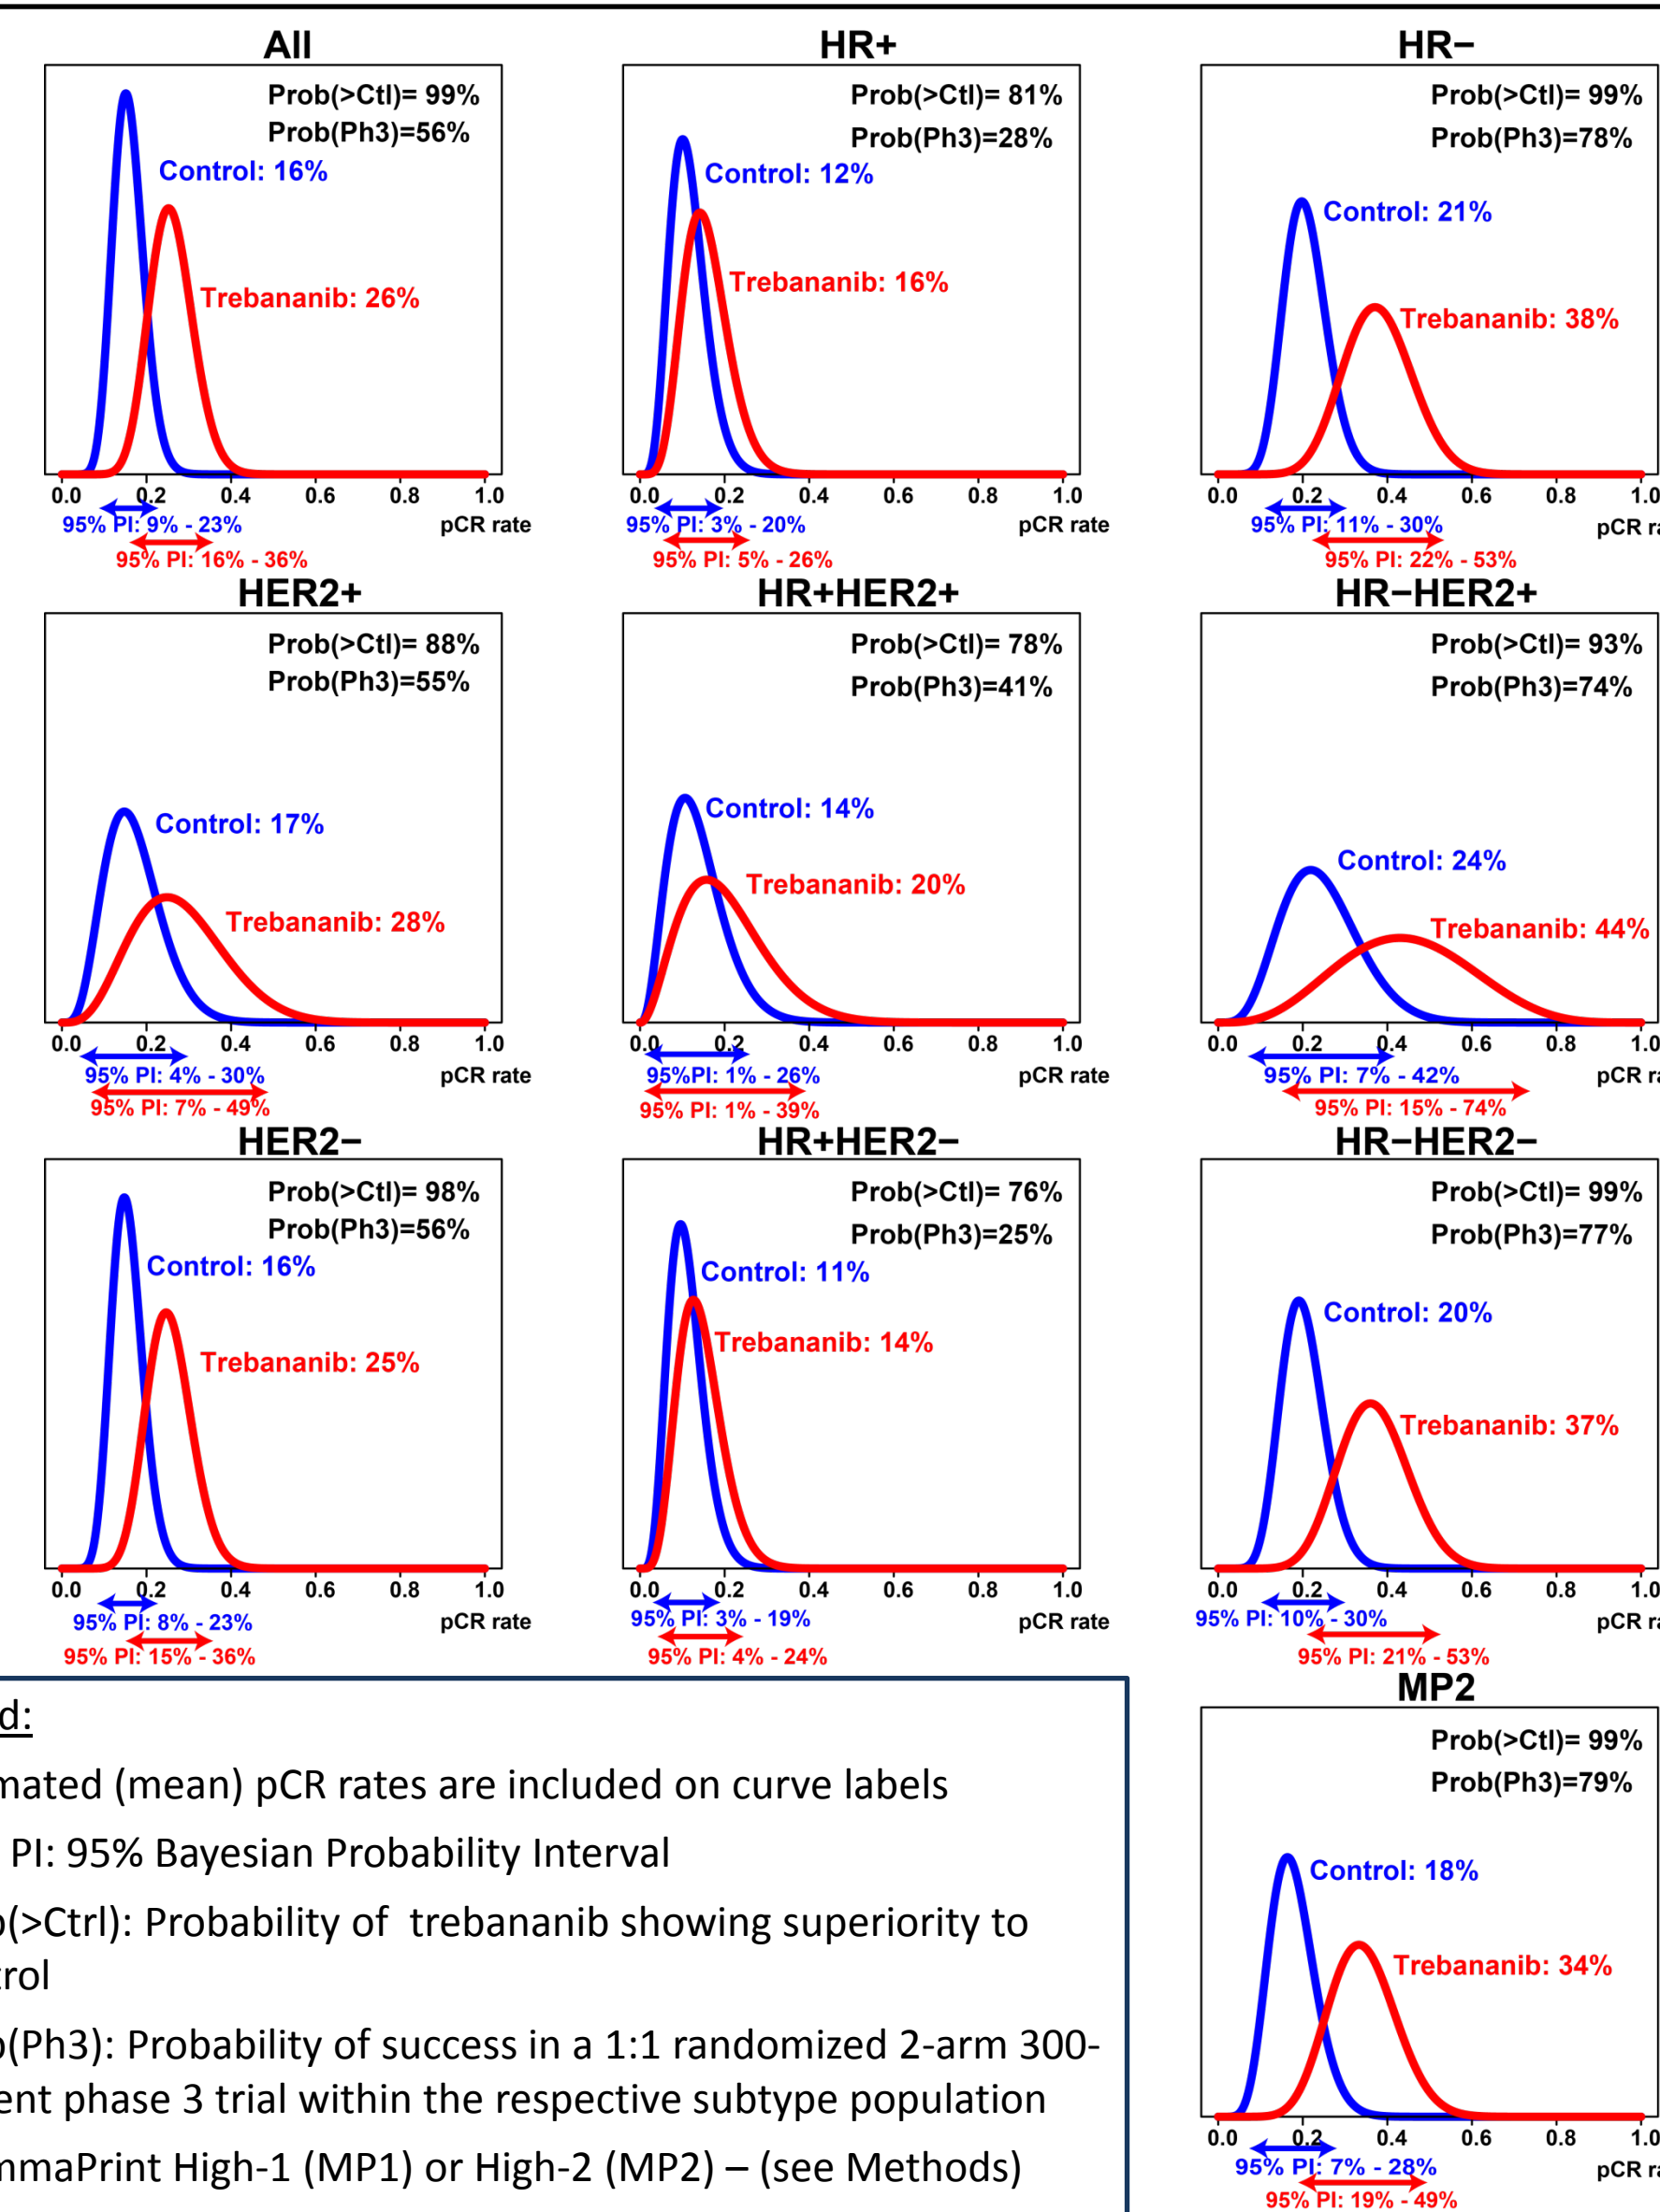 All
Prob(>Ctl)= 99%
Prob(Ph3)=56%
Control: 16%
Trebananib: 26%
0.0 0.2 0.4 0.6 0.8 1.0
95% PI: 9% - 23%
pCR rate
95% PI: 16% - 36%
HR+
Prob(>Ctl)= 81%
Prob(Ph3)=28%
Control: 12%
Trebananib: 16%
0.0 0.2 0.4 0.6 0.8 1.0
95% PI: 3% - 20%
pCR rate
95% PI: 5% - 26%
HR−
Prob(>Ctl)= 99%
Prob(Ph3)=78%
Control: 21%
Trebananib: 38%
0.0 0.2 0.4 0.6 0.8 1.0
95% PI: 11% - 30%
pCR ra
95% PI: 22% - 53%
HER2+
Prob(>Ctl)= 88%
Prob(Ph3)=55%
Control: 17%
Trebananib: 28%
0.0 0.2 0.4 0.6 0.8 1.0
95% PI: 4% - 30%
pCR rate
95% PI: 7% - 49%
HR+HER2+
Prob(>Ctl)= 78%
Prob(Ph3)=41%
Control: 14%
Trebananib: 20%
0.0 0.2 0.4 0.6 0.8 1.0
95%PI: 1% - 26%
pCR rate
95% PI: 1% - 39%
HR−HER2+
Prob(>Ctl)= 93%
Prob(Ph3)=74%
Control: 24%
Trebananib: 44%
0.0 0.2 0.4 0.6 0.8 1.0
95% PI: 7% - 42%
pCR ra
95% PI: 15% - 74%
HER2−
Prob(>Ctl)= 98%
Prob(Ph3)=56%
Control: 16%
Trebananib: 25%
0.0 0.2 0.4 0.6 0.8 1.0
95% PI: 8% - 23%
pCR rate
95% PI: 15% - 36%
HR+HER2−
Prob(>Ctl)= 76%
Prob(Ph3)=25%
Control: 11%
Trebananib: 14%
0.0 0.2 0.4 0.6 0.8 1.0
95% PI: 3% - 19%
pCR rate
95% PI: 4% - 24%
HR−HER2−
Prob(>Ctl)= 99%
Prob(Ph3)=77%
Control: 20%
Trebananib: 37%
0.0 0.2 0.4 0.6 0.8 1.0
95% PI: 10% - 30%
pCR ra
95% PI: 21% - 53%
d:
mated (mean) pCR rates are included on curve labels
PI: 95% Bayesian Probability Interval
(>Ctrl): Probability of trebananib showing superiority to
trol
(Ph3): Probability of success in a 1:1 randomized 2-arm 300-
ent phase 3 trial within the respective subtype population
mmaPrint High-1 (MP1) or High-2 (MP2) – (see Methods)
MP2
Prob(>Ctl)= 99%
Prob(Ph3)=79%
Control: 18%
Trebananib: 34%
0.0 0.2 0.4 0.6 0.8 1.0
95% PI: 7% - 28%
pCR ra
95% PI: 19% - 49%